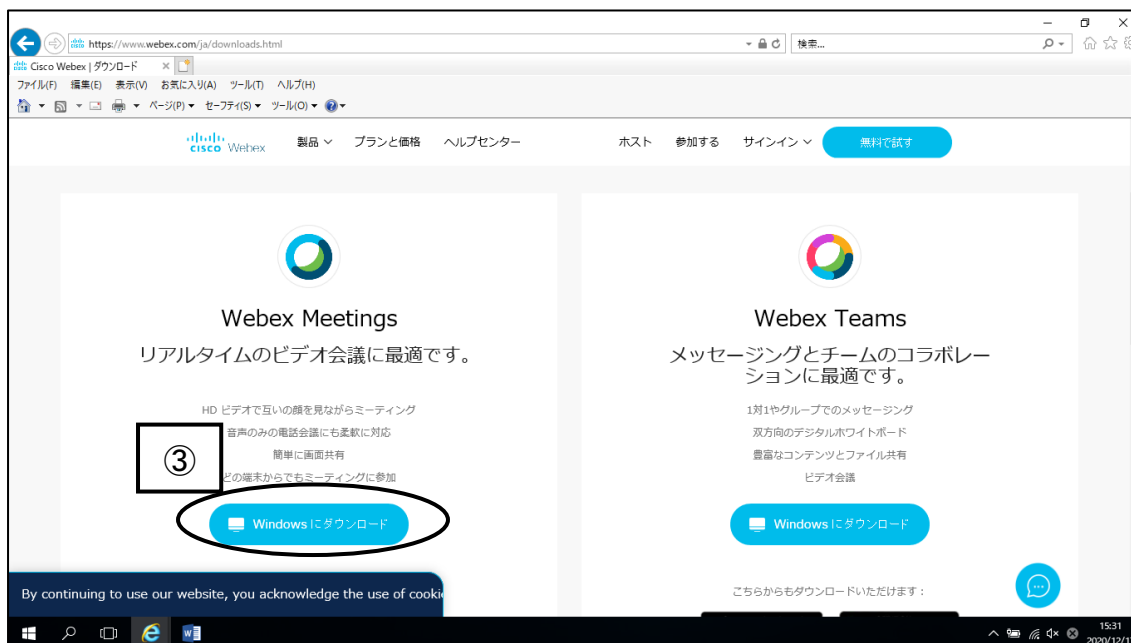 https://www.webex.com/ja/downloads.html
検索...
Cisco Webex | ダウンロード
ファイル(F) 編集(E) 表示(V) お気に入り(A) ツール(T) ヘルプ(H)
ページ(P) セーフティ(S) ツール(O)
CISCO Webex 製品 プランと価格 ヘルプセンター ホスト 参加する サインイン 無料で試す
Webex Meetings
リアルタイムのビデオ会議に最適です。
HD ビデオで互いの顔を見ながらミーティング
音声のみの電話会議にも柔軟に対応
簡単に画面共有
どの端末からでもミーティングに参加
③
Windows にダウンロード
Webex Teams
メッセージングとチームのコラボレー
ションに最適です。
1対1やグループでのメッセージング
双方向のデジタルホワイトボード
豊富なコンテンツとファイル共有
ビデオ会議
Windows にダウンロード
こちらからもダウンロードいただけます：
By continuing to use our website, you acknowledge the use of cooki
15:31
2020/12/1